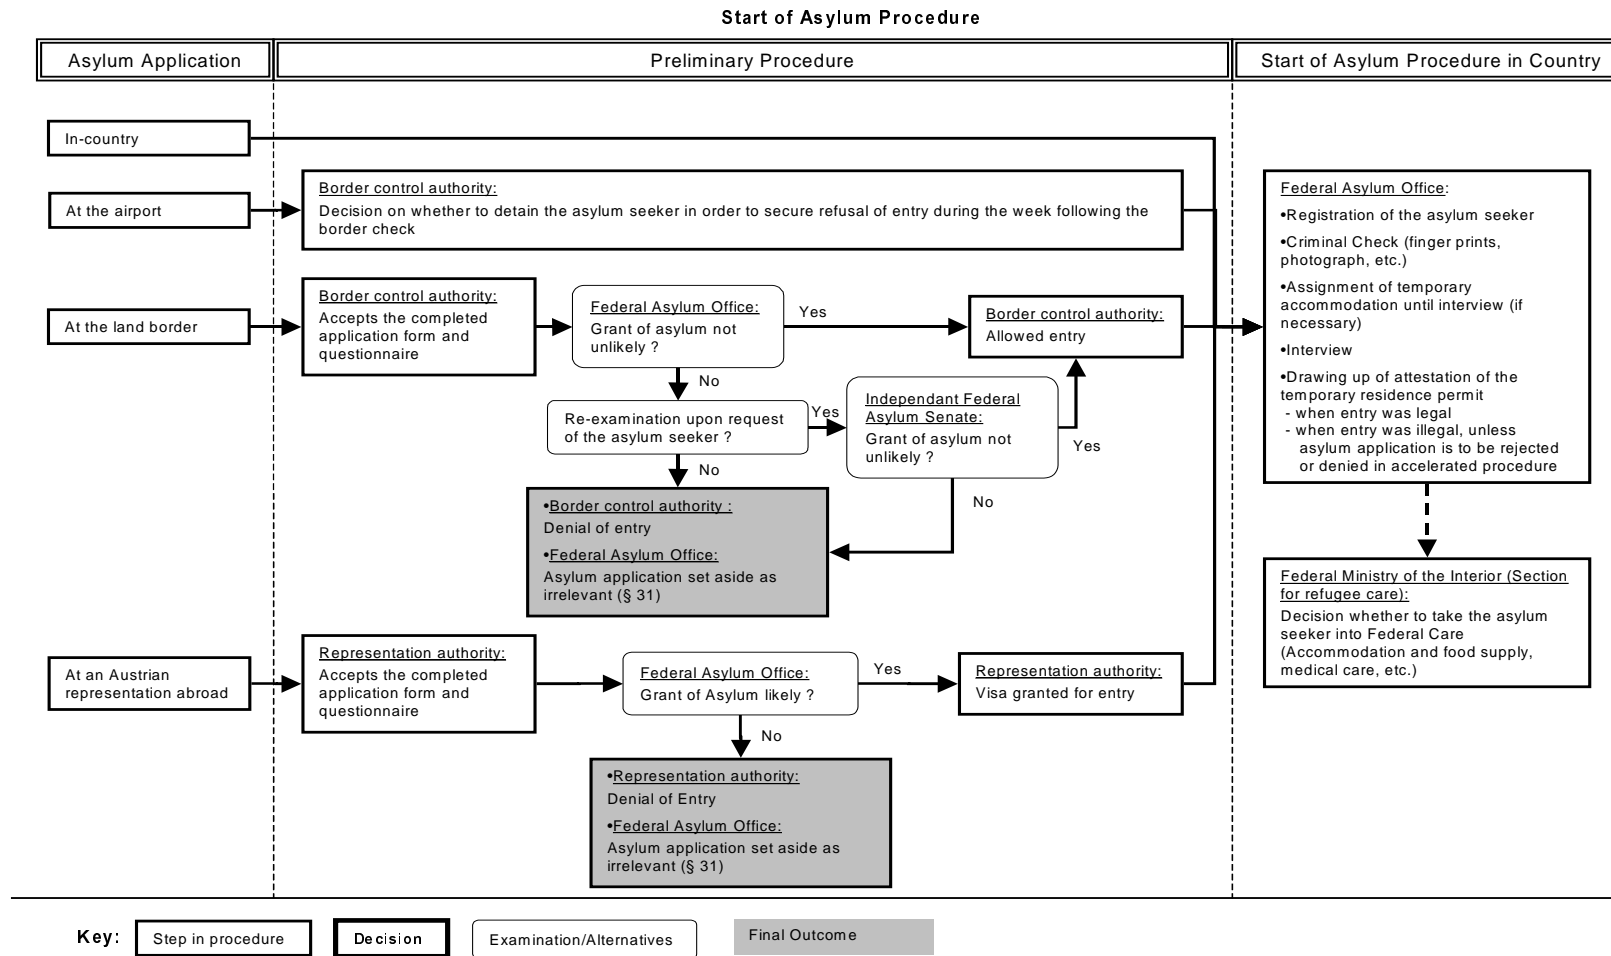 Start of Asylum Procedure
Asylum Application
Preliminary Procedure
Start of Asylum Procedure in Country
In-country
At the airport
Border control authority:
Decision on whether to detain the asylum seeker in order to secure refusal of entry during the week following the
border check
At the land border
Border control authority:
Accepts the completed
application form and
questionnaire
Federal Asylum Office:
Grant of asylum not
unlikely ?
Yes
Border control authority:
Allowed entry
No
Re-examination upon request
of the asylum seeker ?
Yes
Independant Federal
Asylum Senate:
Grant of asylum not
unlikely ?
Yes
No
No
•Border control authority :
Denial of entry
•Federal Asylum Office:
Asylum application set aside as
irrelevant (§ 31)
At an Austrian
representation abroad
Representation authority:
Accepts the completed
application form and
questionnaire
Federal Asylum Office:
Grant of Asylum likely ?
Yes
Representation authority:
Visa granted for entry
No
•Representation authority:
Denial of Entry
•Federal Asylum Office:
Asylum application set aside as
irrelevant (§ 31)
Federal Asylum Office:
•Registration of the asylum seeker
•Criminal Check (finger prints,
photograph, etc.)
•Assignment of temporary
accommodation until interview (if
necessary)
•Interview
•Drawing up of attestation of the
temporary residence permit
- when entry was legal
- when entry was illegal, unless
asylum application is to be rejected
or denied in accelerated procedure
Federal Ministry of the Interior (Section
for refugee care):
Decision whether to take the asylum
seeker into Federal Care
(Accommodation and food supply,
medical care, etc.)
Key:
Step in procedure
Decision
Examination/Alternatives
Final Outcome